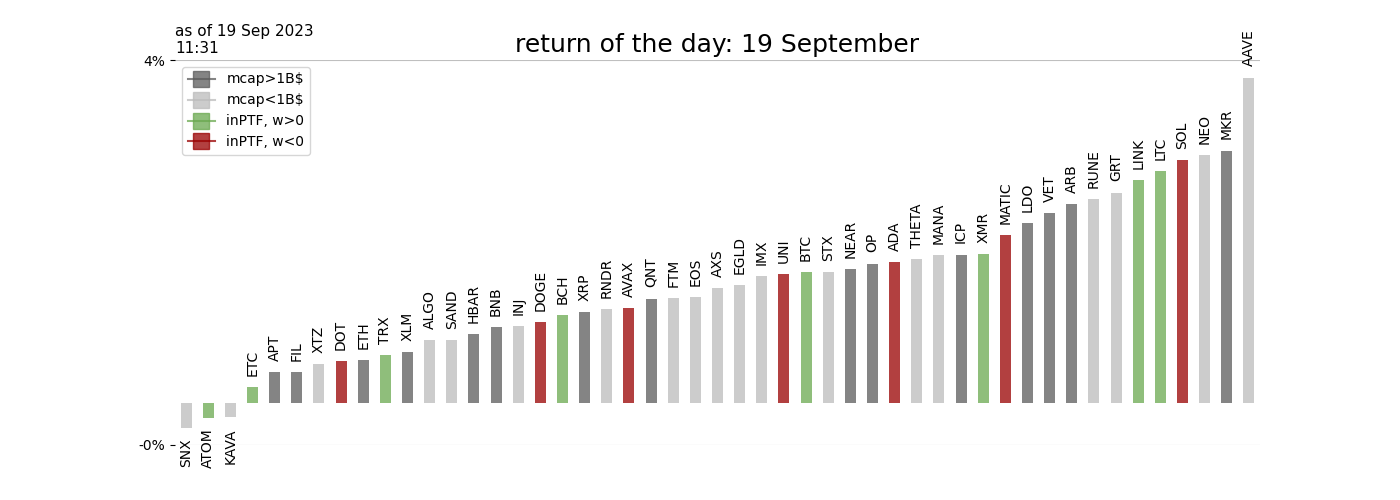 as of 19 Sep 2023
11:31
return of the day: 19 September
4%
mcap>1B$
mcap<1B$
inPTF, w>0
inPTF, w<0
-0%
SNX
ATOM
KAVA
ETC
APT
FIL
XTZ
DOT
ETH
TRX
XLM
ALGO
SAND
HBAR
BNB
INJ
DOGE
BCH
XRP
RNDR
AVAX
QNT
FTM
EOS
AXS
EGLD
IMX
UNI
BTC
STX
NEAR
OP
ADA
THETA
MANA
ICP
XMR
MATIC
LDO
VET
ARB
RUNE
GRT
LINK
LTC
SOL
NEO
MKR
AAVE